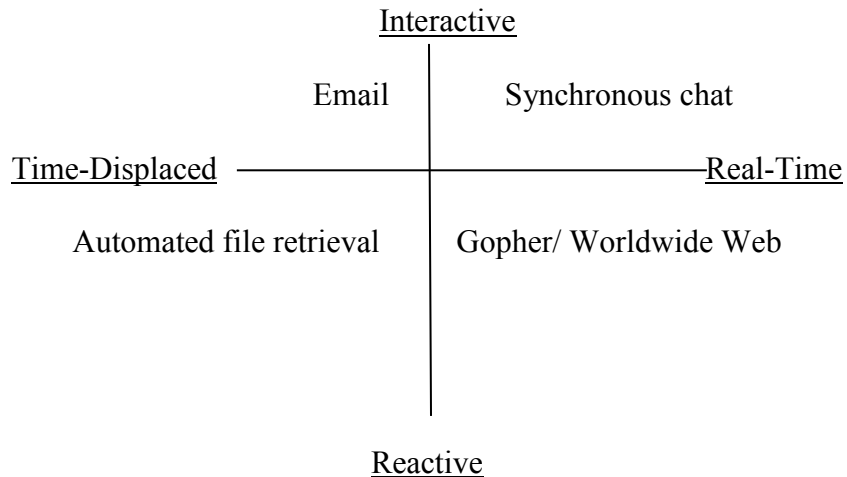 Interactive
Email Synchronous chat
Time-Displaced Real-Time
Automated file retrieval Gopher/ Worldwide Web
Reactive